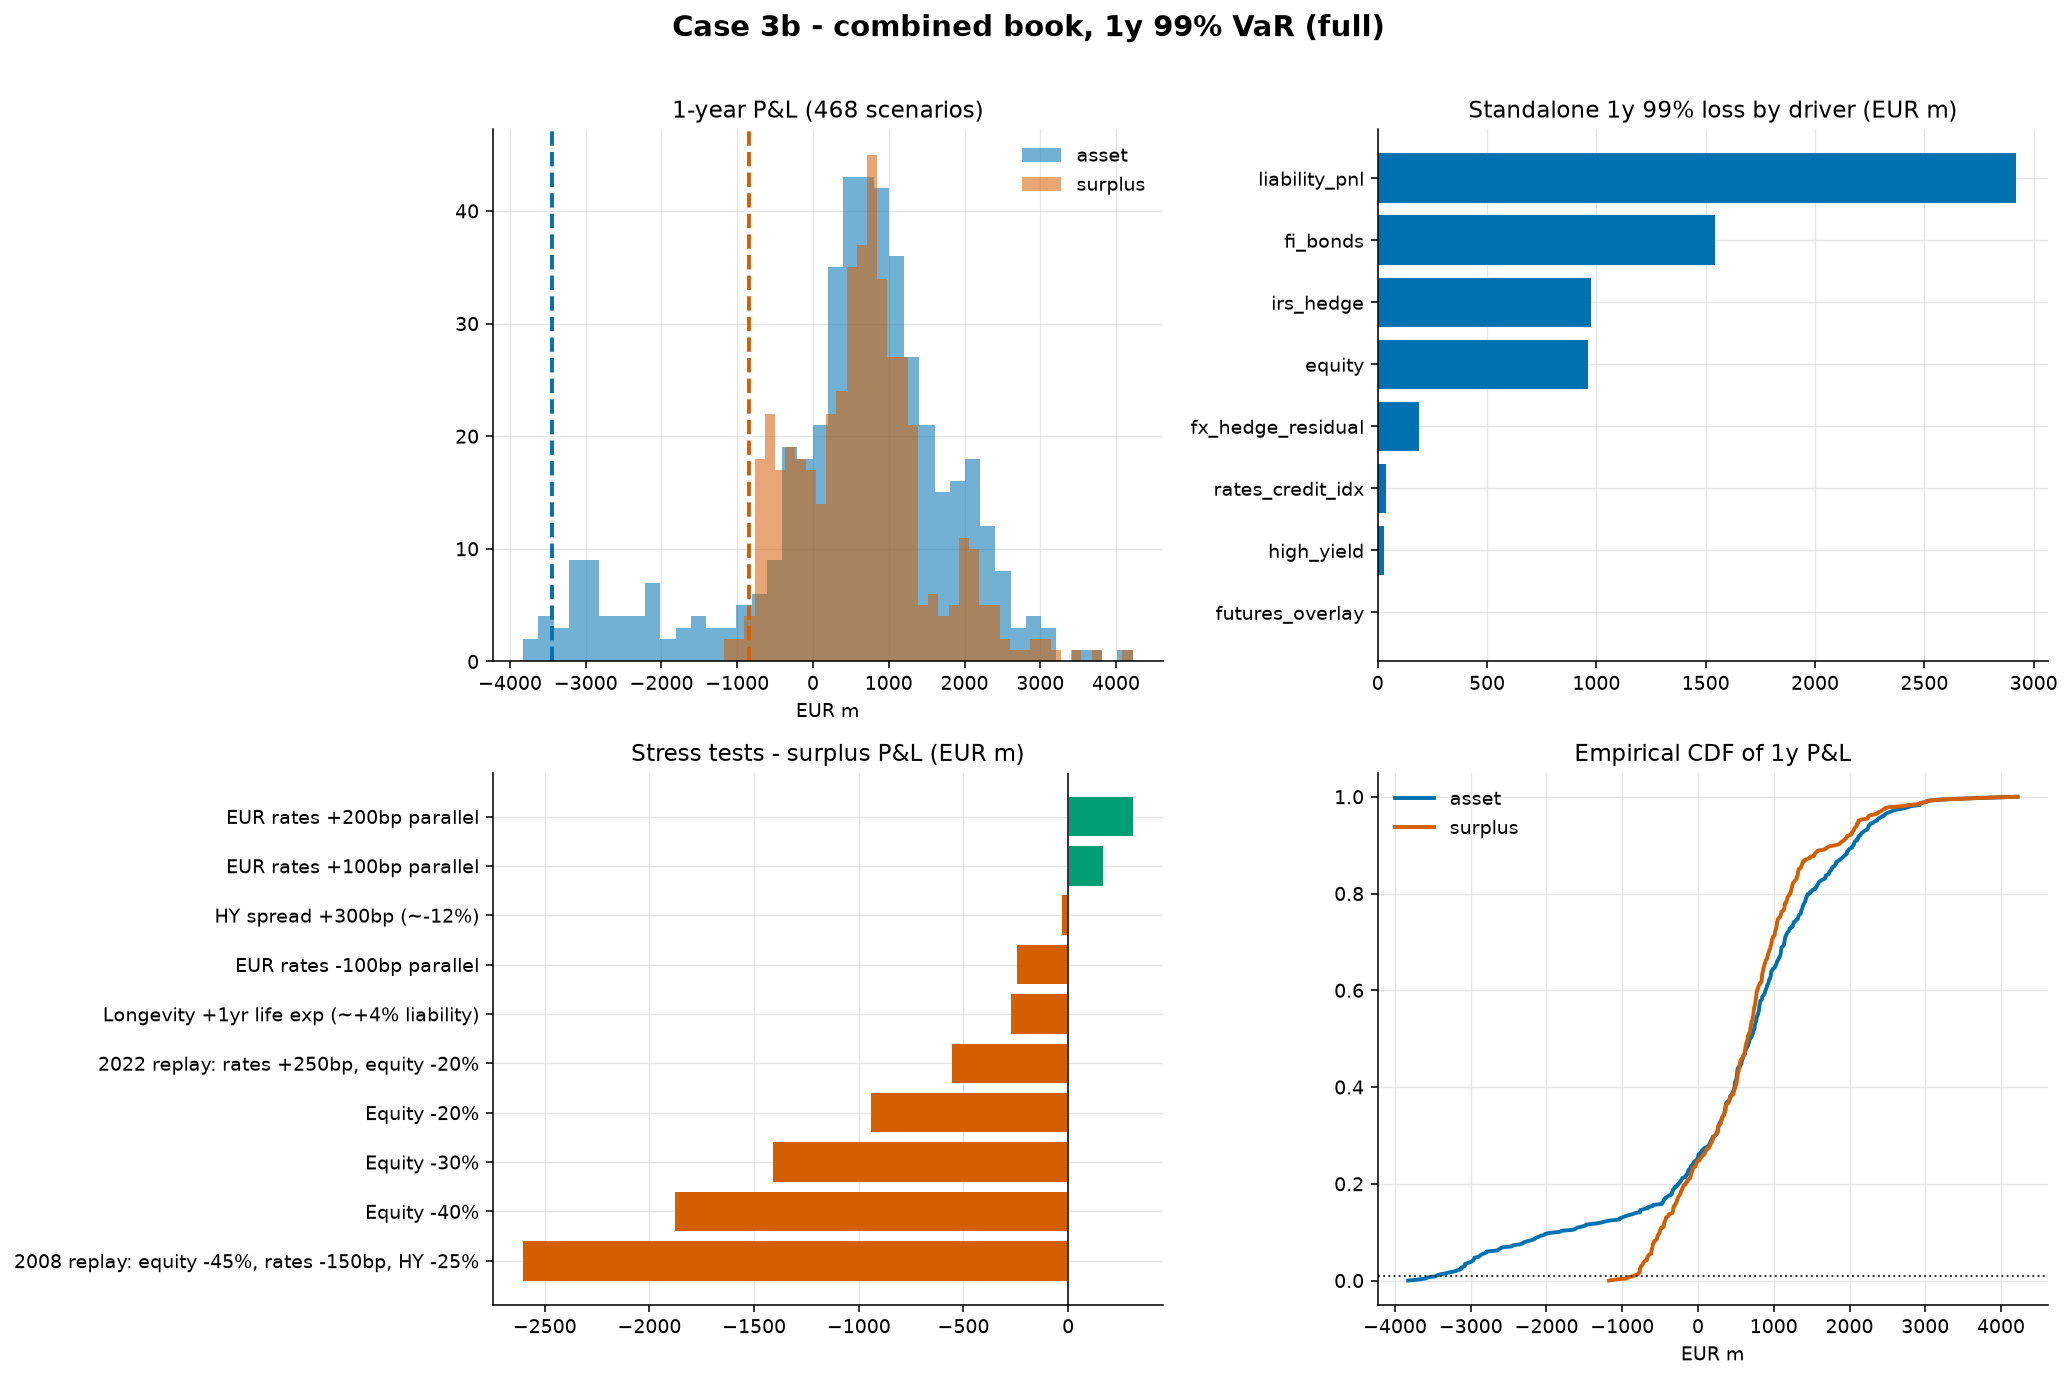 Case 3b - combined book, 1y 99% VaR (full)
1-year P&L (468 scenarios)
asset
surplus
40
30
20
10
0
−4000 −3000 −2000 −1000 0 1000 2000 3000 4000
EUR m
Standalone 1y 99% loss by driver (EUR m)
liability_pnl
fi_bonds
irs_hedge
equity
fx_hedge_residual
rates_credit_idx
high_yield
futures_overlay
0 500 1000 1500 2000 2500 3000
Stress tests - surplus P&L (EUR m)
EUR rates +200bp parallel
EUR rates +100bp parallel
HY spread +300bp (~-12%)
EUR rates -100bp parallel
Longevity +1yr life exp (~+4% liability)
2022 replay: rates +250bp, equity -20%
Equity -20%
Equity -30%
Equity -40%
2008 replay: equity -45%, rates -150bp, HY -25%
−2500 −2000 −1500 −1000 −500 0
Empirical CDF of 1y P&L
asset
surplus
1.0
0.8
0.6
0.4
0.2
0.0
−4000 −3000 −2000 −1000 0 1000 2000 3000 4000
EUR m